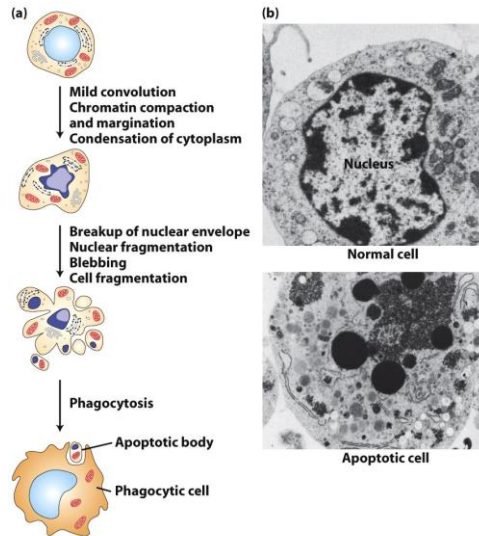 (a)
Mild convolution
Chromatin compaction
and margination
Condensation of cytoplasm
Breakup of nuclear envelope
Nuclear fragmentation
Blebbing
Cell fragmentation
Phagocytosis
Apoptotic body
Phagocytic cell
(b)
Nucleus
Normal cell
Apoptotic cell